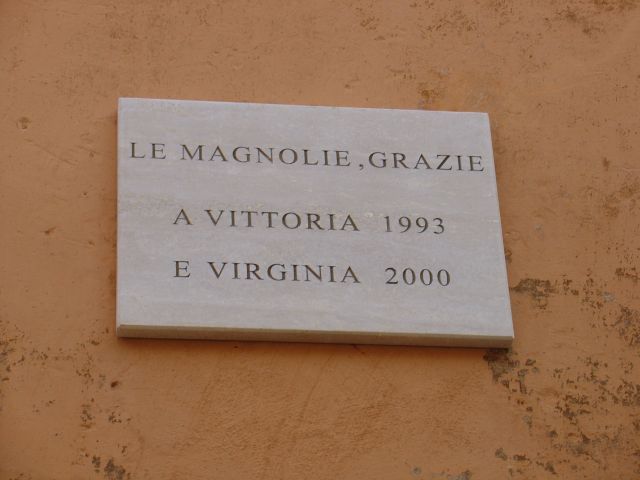 LE MAGNOLIE ,GRAZIE
A VITTORIA 1993
E VIRGINIA 2000